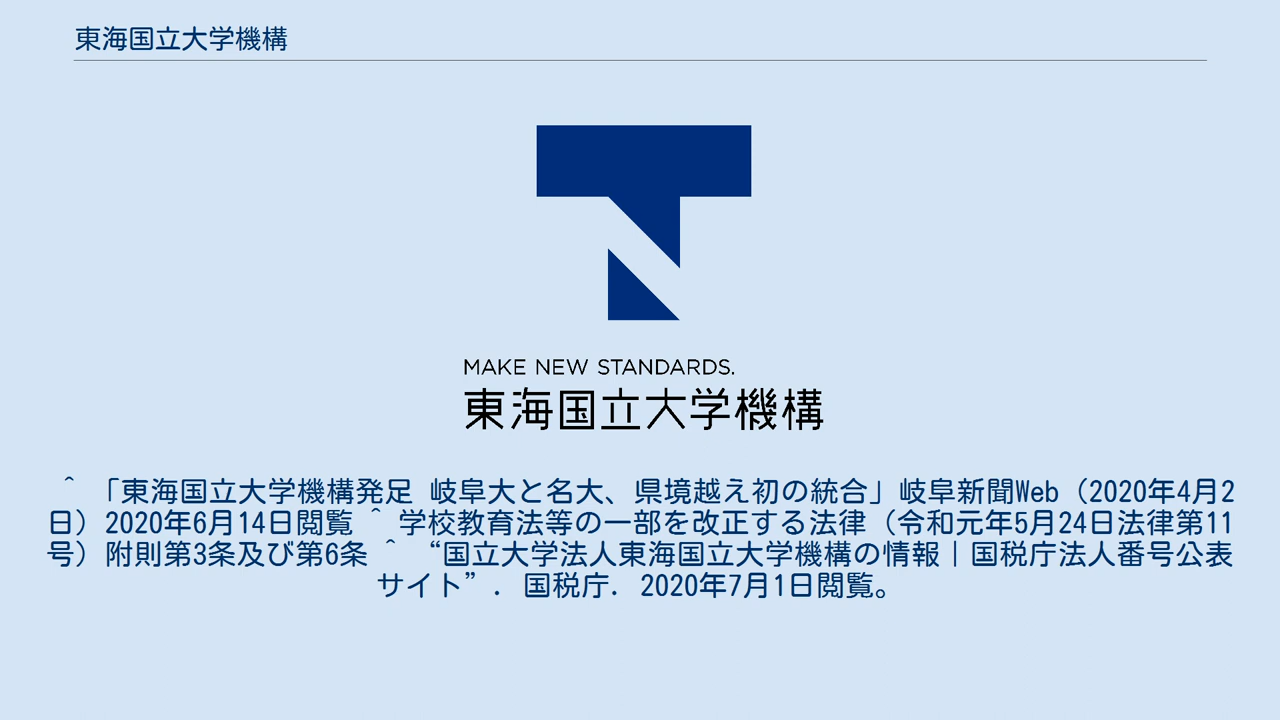 東海国立大学機構
MAKE NEW STANDARDS.
東海国立大学機構
^ 「東海国立大学機構発足 岐阜大と名大、県境越え初の統合」岐阜新聞Web（2020年4月2
日）2020年6月14日閲覧 ^ 学校教育法等の一部を改正する法律（令和元年5月24日法律第11
号）附則第3条及び第6条 ^ “国立大学法人東海国立大学機構の情報｜国税庁法人番号公表
サイト”. 国税庁. 2020年7月1日閲覧。